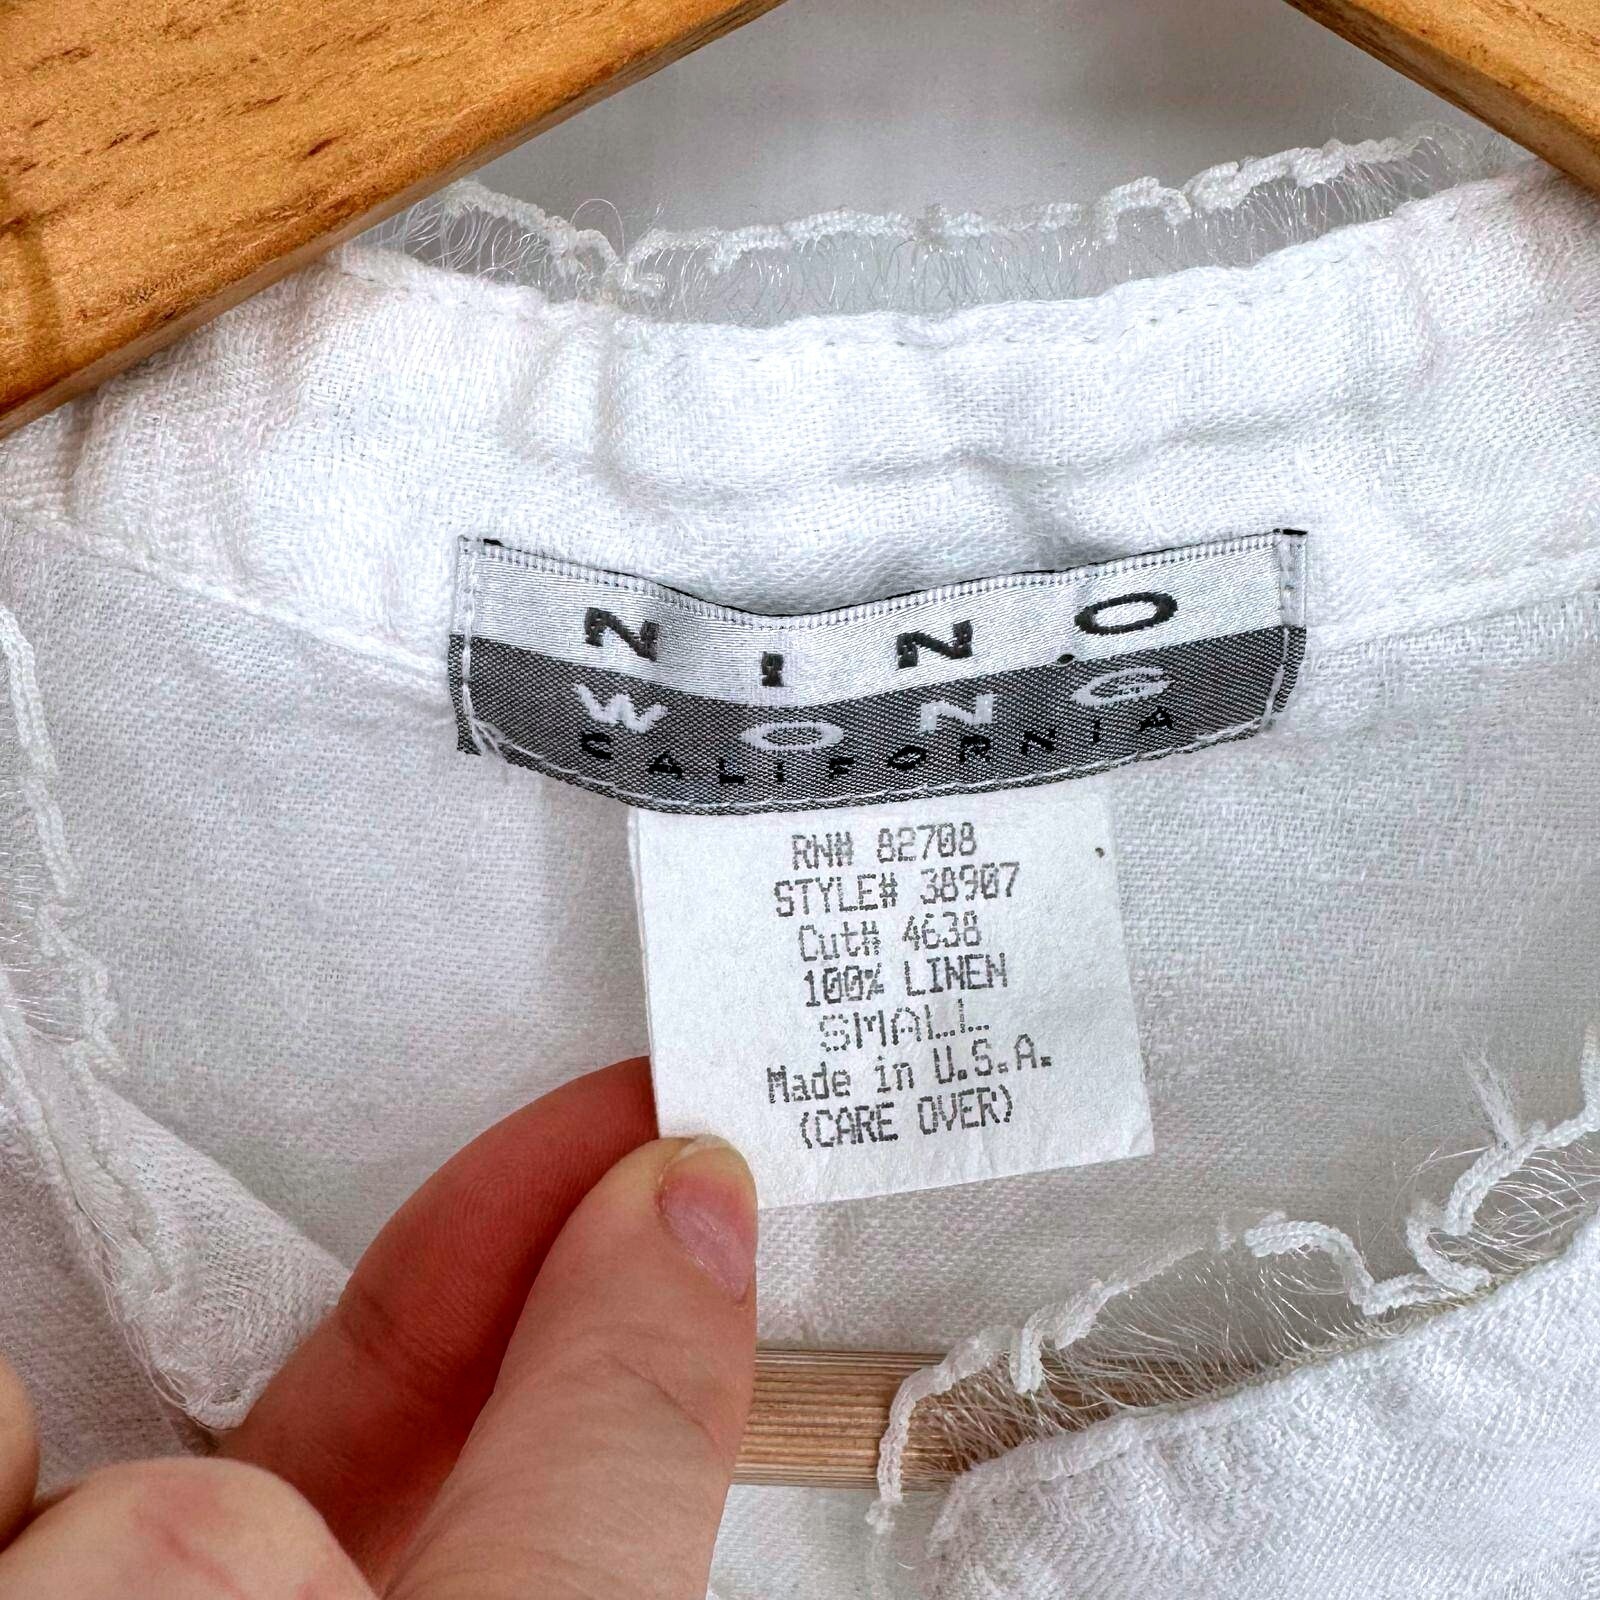 NINO
WONG
CALIFORNIA
RN# 82708
STYLE# 38907
Cut# 4638
100% LINEN
SMALL
Made in U.S.A.
(CARE OVER)